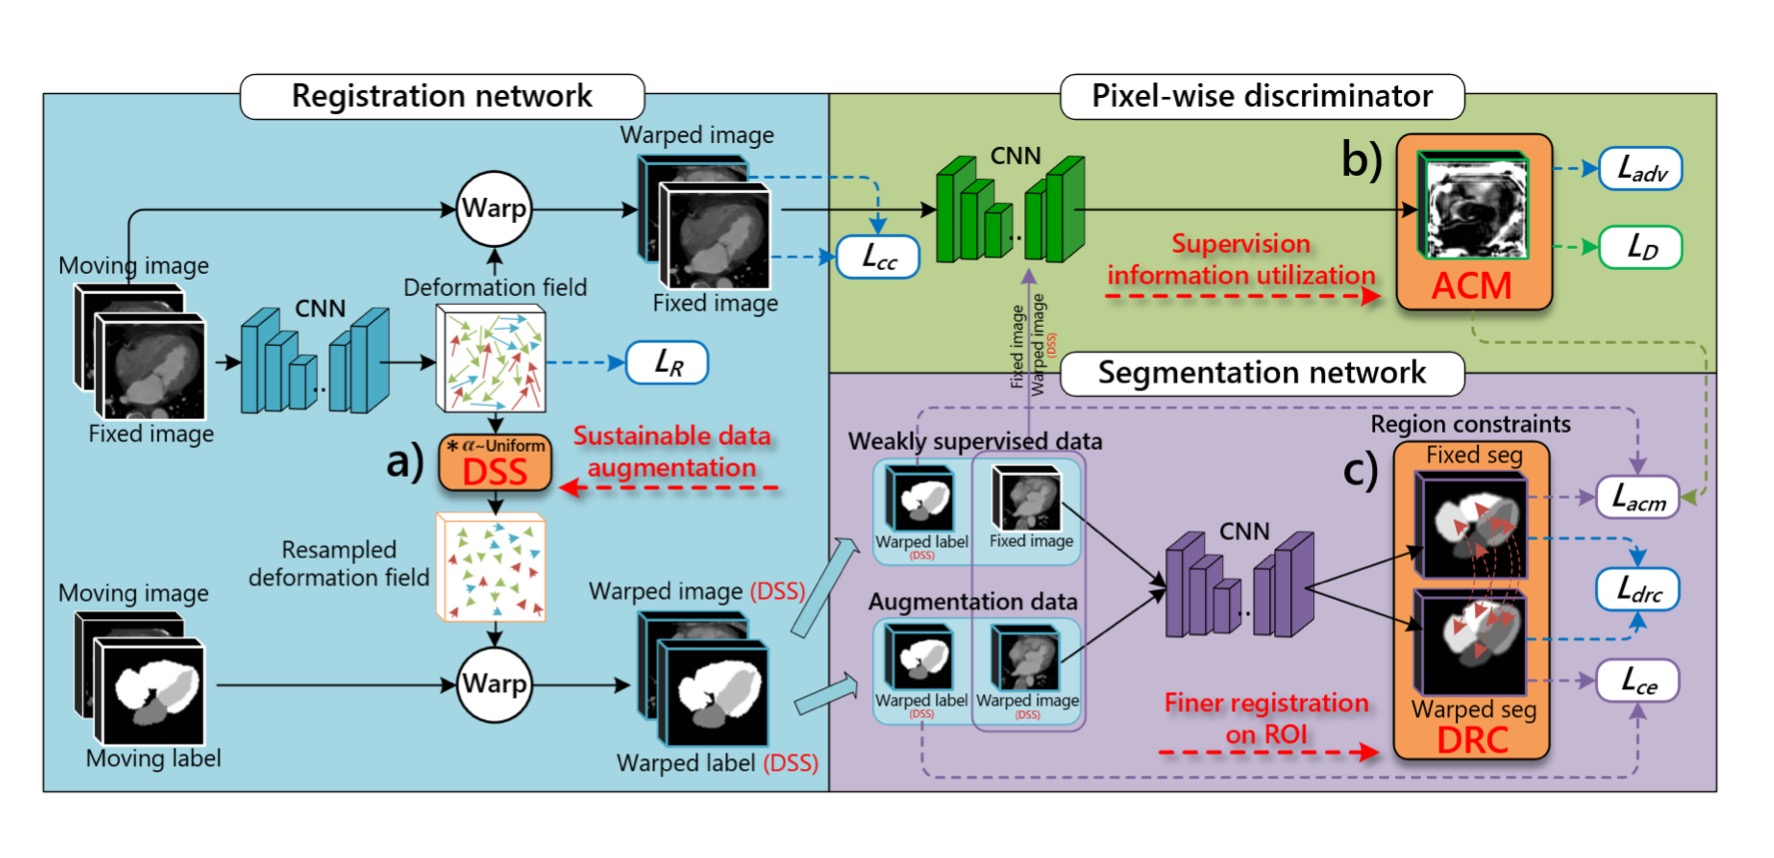 Registration network
Pixel-wise discriminator
Segmentation network
Warped image
Warp
Fixed image
L_cc
Moving image
Fixed image
CNN
Deformation field
L_R
a)
* α~Uniform
DSS
Sustainable data
augmentation
Resampled
deformation field
Moving image
Moving label
Warp
Warped image (DSS)
Warped label (DSS)
CNN
..
b)
ACM
L_adv
L_D
Supervision
information utilization
Fixed image
Warped image
(DSS)
Weakly supervised data
Warped label
(DSS)
Fixed image
Augmentation data
Warped label
(DSS)
Warped image
(DSS)
CNN
..
Region constraints
c)
Fixed seg
Warped seg
DRC
L_acm
L_drc
L_ce
Finer registration
on ROI